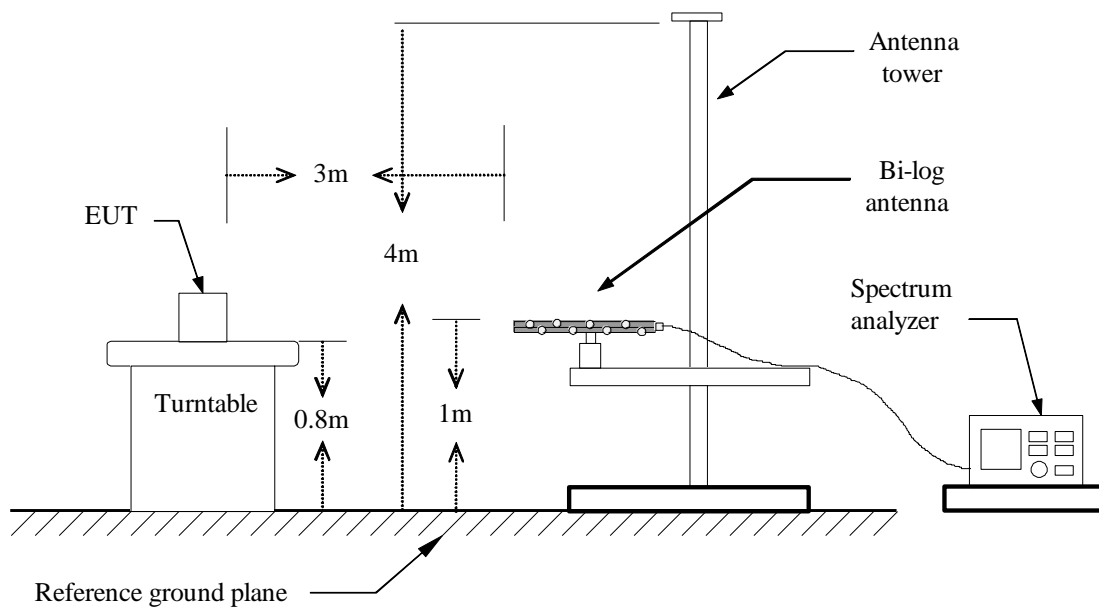 Antenna
tower
3m
Bi-log
antenna
EUT
4m
Spectrum
analyzer
Turntable
0.8m
1m
Reference ground plane